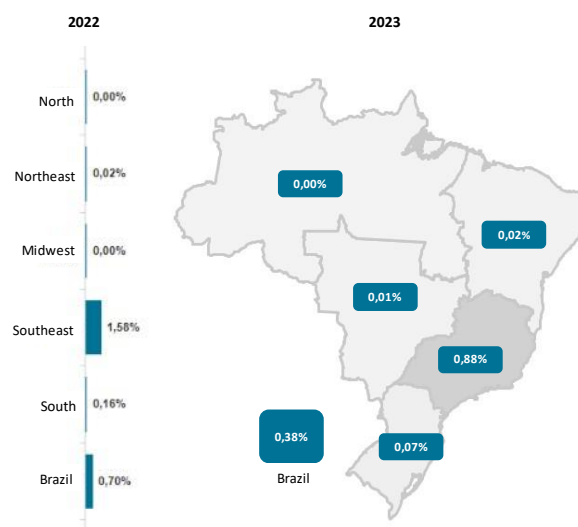 2022
North 0,00%
Northeast 0,02%
Midwest 0,00%
Southeast 1,58%
South 0,16%
Brazil 0,70%
2023
0,00%
0,02%
0,01%
0,88%
0,38%
0,07%
Brazil